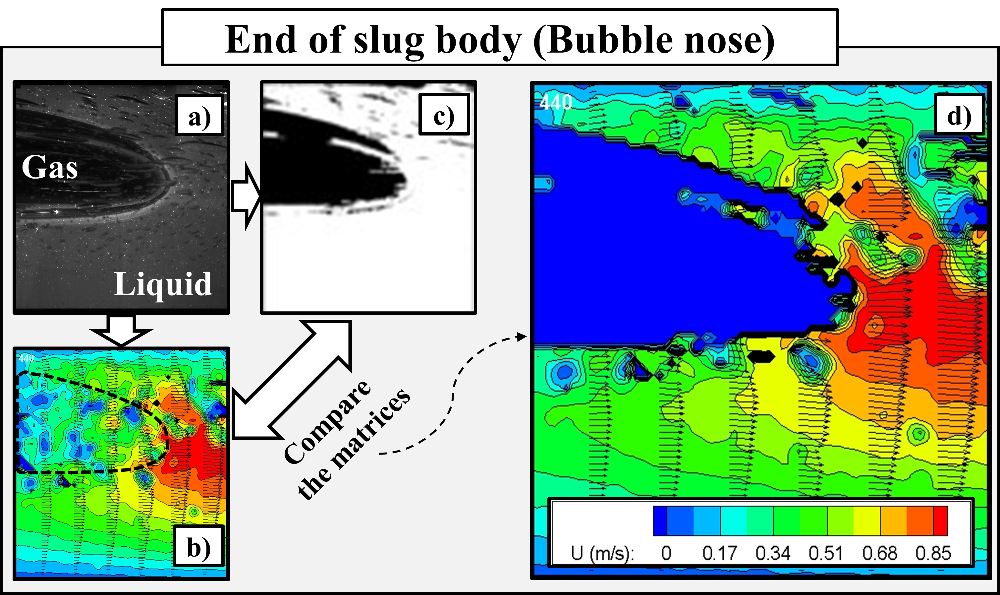 End of slug body (Bubble nose)
a)
Gas
Liquid
c)
440
d)
440
b)
Compare
the matrices
U (m/s): 0 0.17 0.34 0.51 0.68 0.85